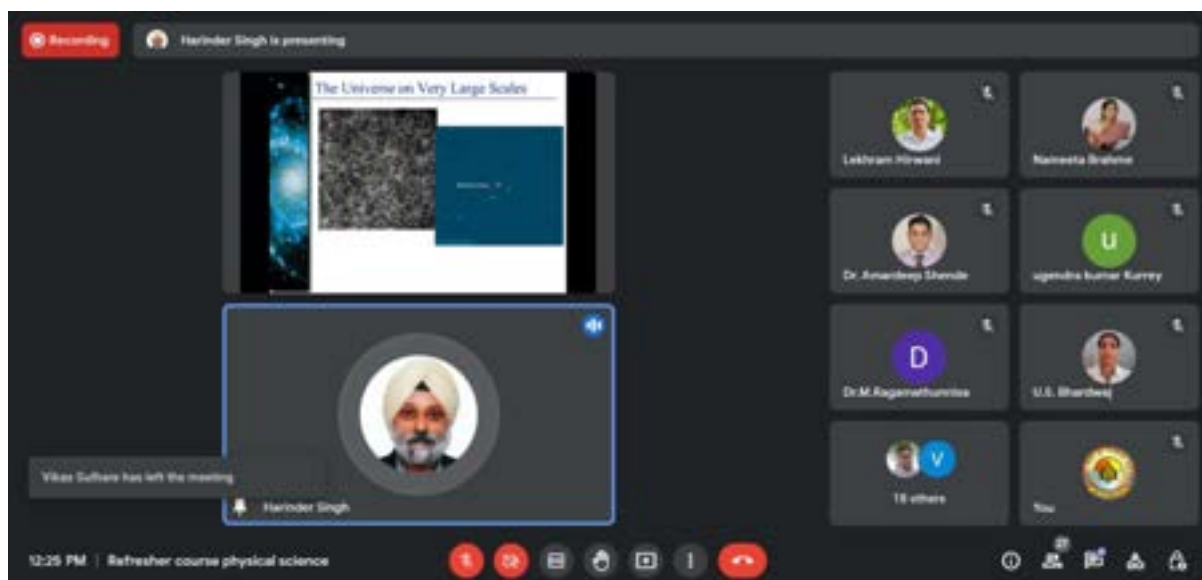 Recording
Harinder Singh is presenting
The Universe on Very Large Scales
Lekhram Hirwani
Nameeta Brahme
Dr. Amardeep Shende
u
ugendra kumar Kurrey
D
Dr.M.Ragamathunnisa
U.S. Bhardwaj
V
18 others
You
Vikas Suthare has left the meeting
Harinder Singh
12:25 PM | Refresher course physical science